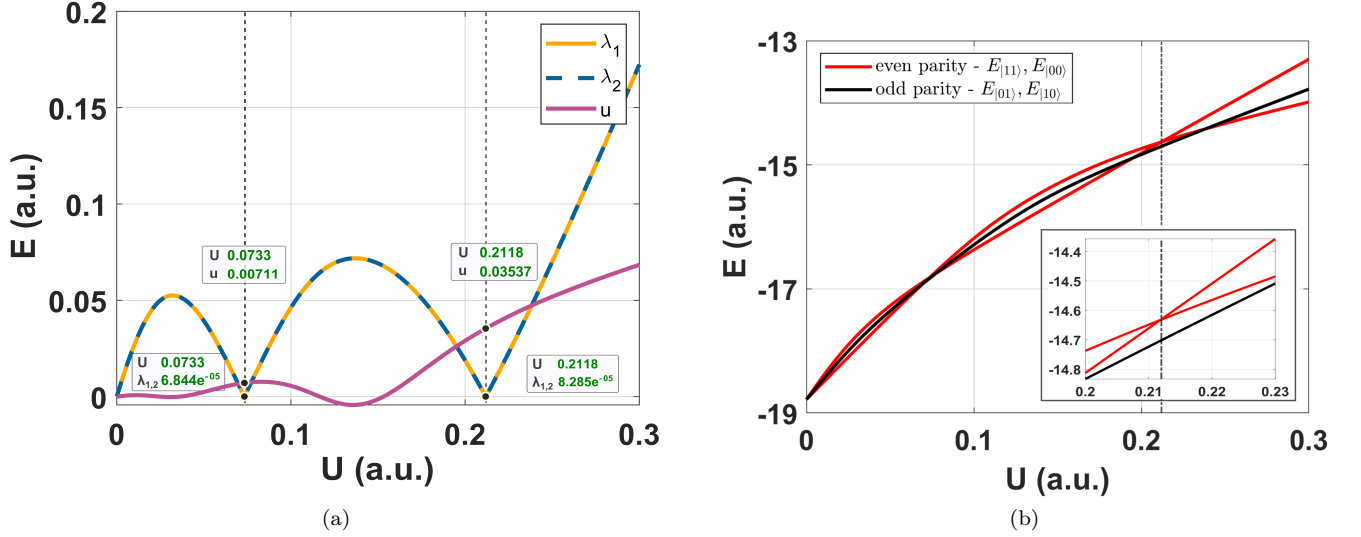 0.2
0.15
0.1
0.05
0
E (a.u.)
λ₁
λ₂
u
U 0.0733
u 0.00711
U 0.2118
u 0.03537
U 0.0733
λ₁,₂ 6.844e⁻⁰⁵
U 0.2118
λ₁,₂ 8.285e⁻⁰⁵
0 0.1 0.2 0.3
U (a.u.)
(a)
-13
-15
-17
-19
E (a.u.)
even parity - E|11⟩, E|00⟩
odd parity - E|01⟩, E|10⟩
-14.4
-14.5
-14.6
-14.7
-14.8
0.2 0.21 0.22 0.23
0 0.1 0.2 0.3
U (a.u.)
(b)